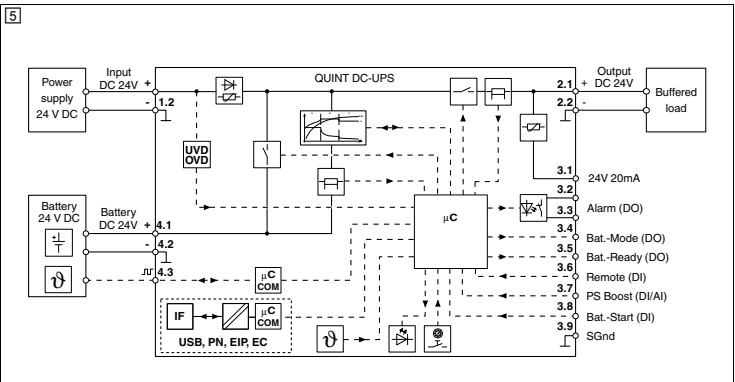 5
QUINT DC-UPS
Power
supply
24 V DC
Input
DC 24V +
- 1.2
UVD
OVD
Battery
24 V DC
Battery
DC 24V + 4.1
- 4.2
4.3
ϑ
µC
COM
IF
µC
COM
USB, PN, EIP, EC
ϑ
µC
2.1 + Output
DC 24V
2.2 -
Buffered
load
3.1
24V 20mA
3.2
3.3
Alarm (DO)
3.4
Bat.-Mode (DO)
3.5
Bat.-Ready (DO)
3.6
Remote (DI)
3.7
PS Boost (DI/AI)
3.8
Bat.-Start (DI)
3.9
SGnd